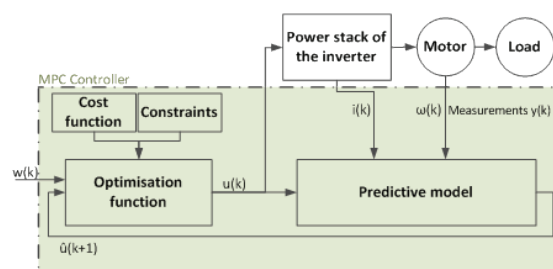 Power stack of
the inverter
Motor
Load
MPC Controller
Cost
function
Constraints
i(k)
ω(k)
Measurements y(k)
w(k)
Optimisation
function
u(k)
Predictive model
û(k+1)